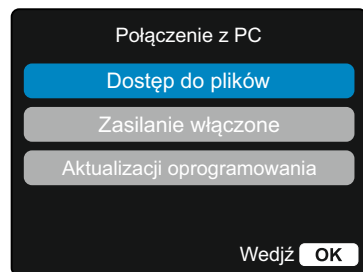 Połączenie z PC
Dostęp do plików
Zasilanie włączone
Aktualizacji oprogramowania
Wedjź OK